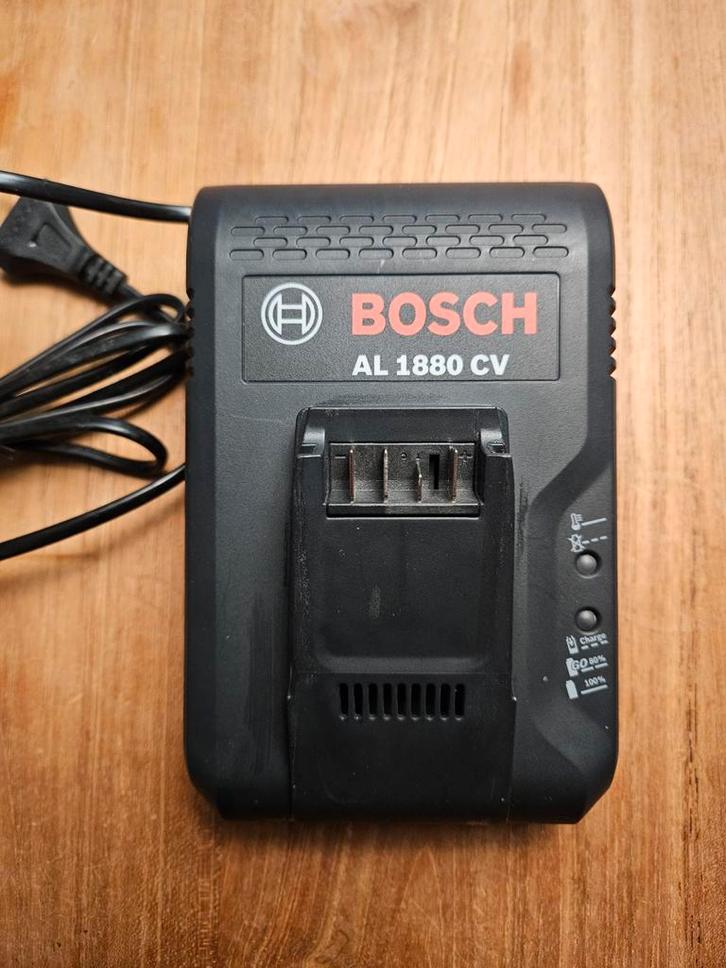 BOSCH
AL 1880 CV
- +
Charge
GO 80%
100%